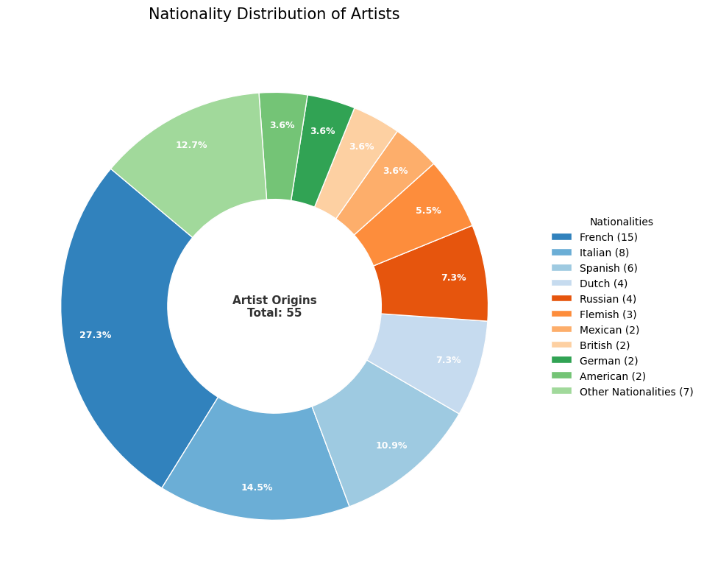 Nationality Distribution of Artists
3.6%
3.6%
3.6%
3.6%
12.7%
5.5%
7.3%
27.3%
7.3%
10.9%
14.5%
Artist Origins
Total: 55
Nationalities
French (15)
Italian (8)
Spanish (6)
Dutch (4)
Russian (4)
Flemish (3)
Mexican (2)
British (2)
German (2)
American (2)
Other Nationalities (7)